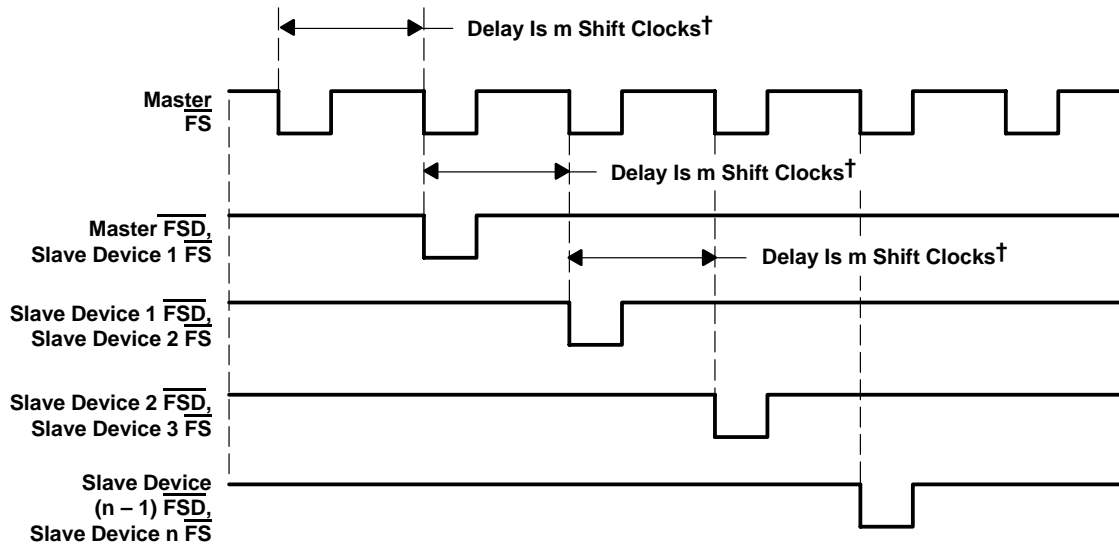 Delay Is m Shift Clocks†
Master
FS
Delay Is m Shift Clocks†
Master FSD,
Slave Device 1 FS
Delay Is m Shift Clocks†
Slave Device 1 FSD,
Slave Device 2 FS
Slave Device 2 FSD,
Slave Device 3 FS
Slave Device
(n – 1) FSD,
Slave Device n FS